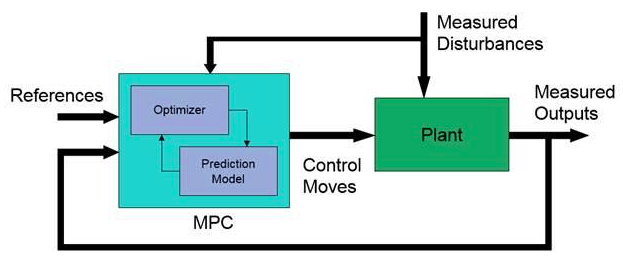 Measured
Disturbances
References
Optimizer
Prediction
Model
MPC
Control
Moves
Plant
Measured
Outputs